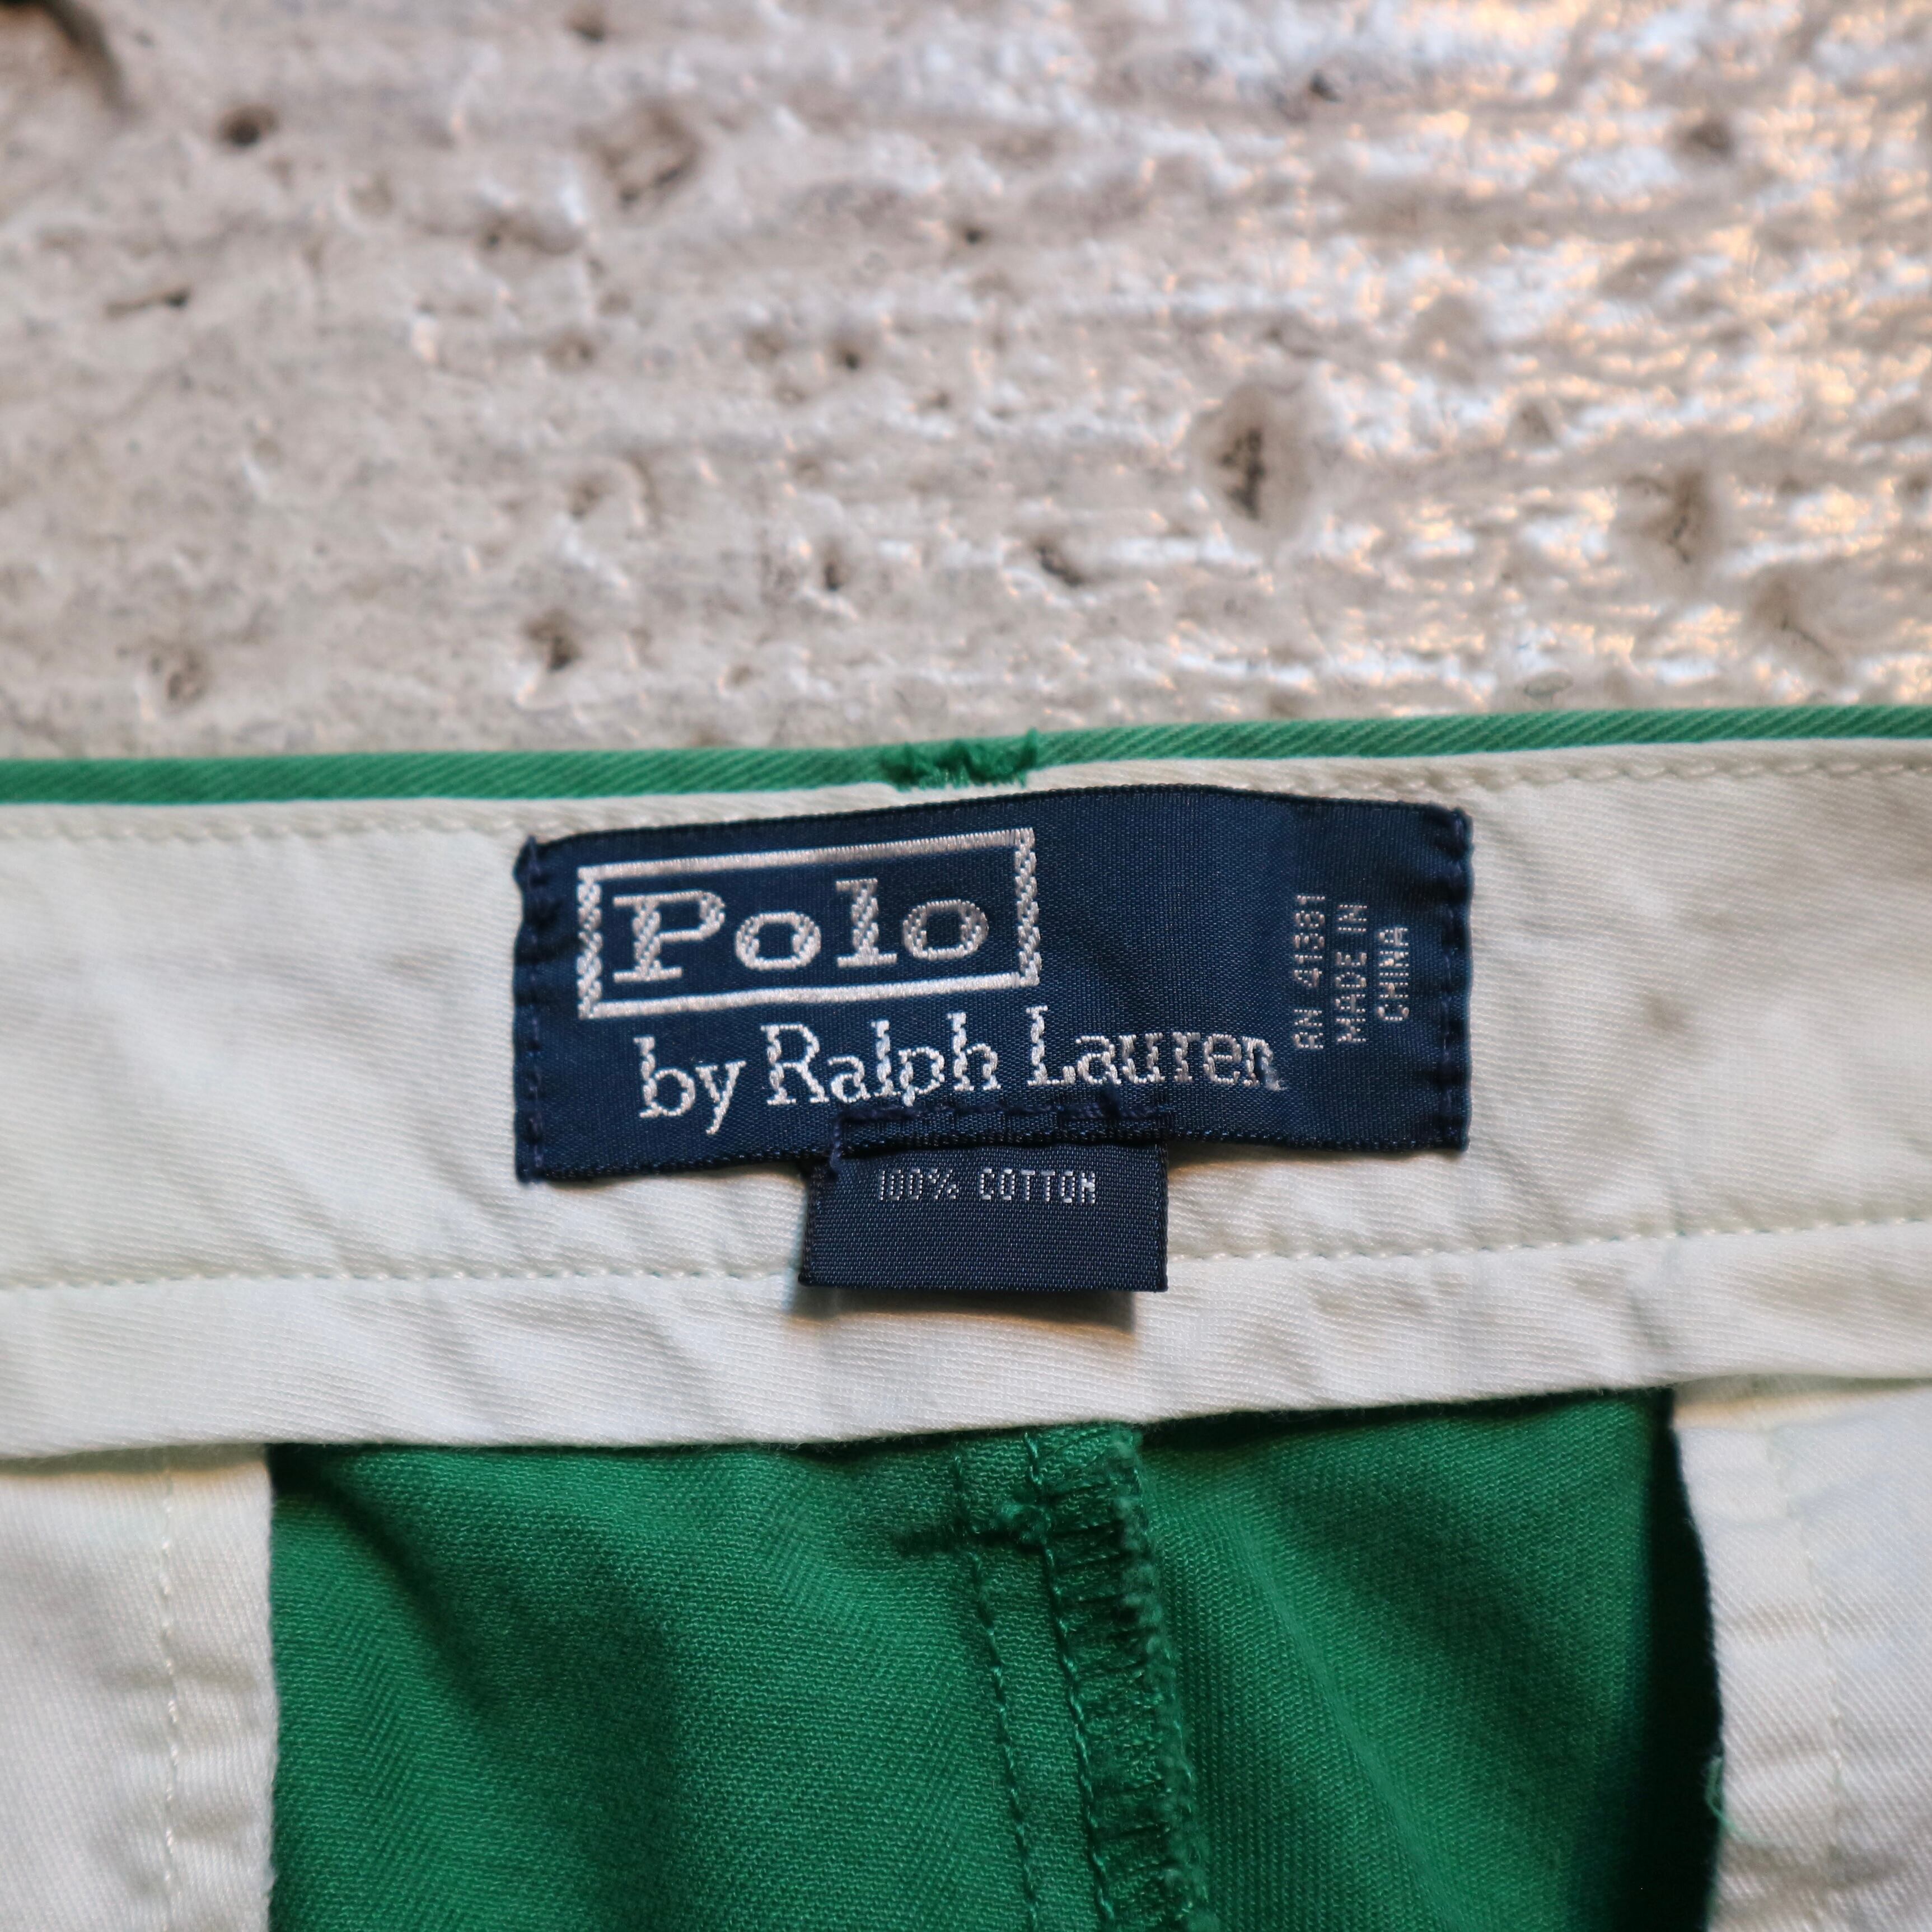 Polo
by Ralph Lauren
RN 41381
MADE IN
CHINA
100% COTTON